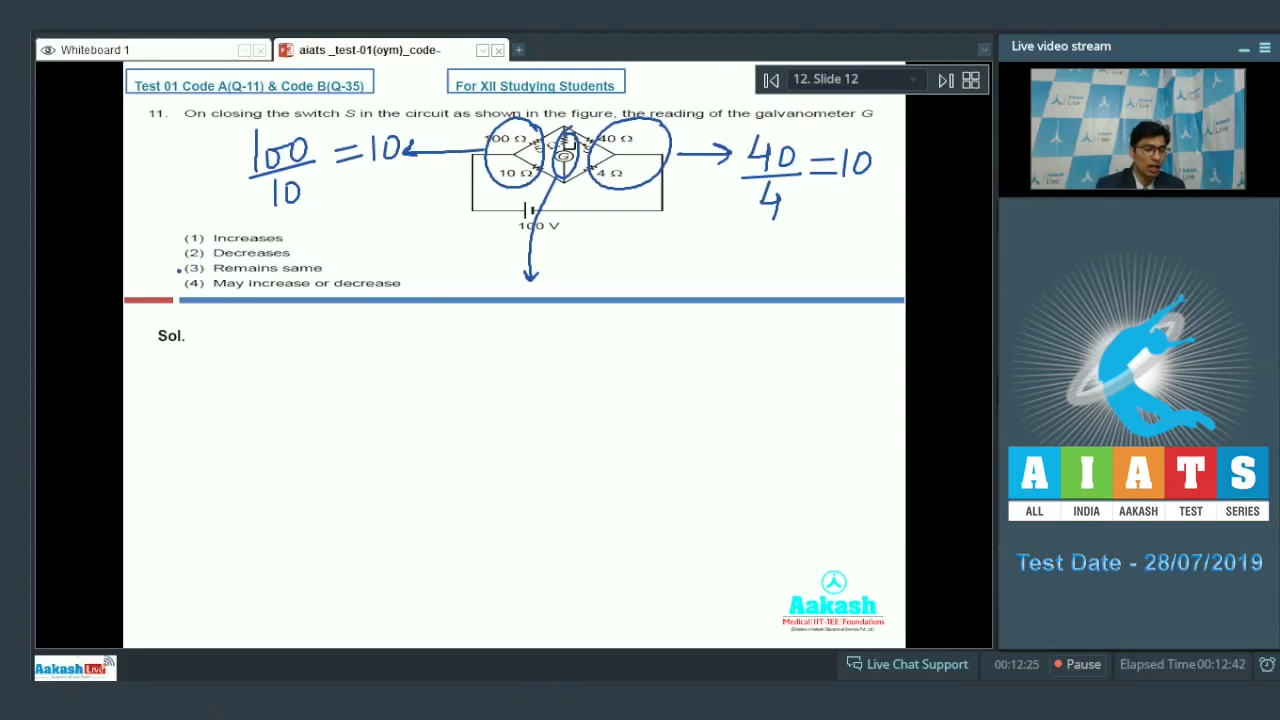 Whiteboard 1
aiats _test-01(oym)_code-
Live video stream
Test 01 Code A(Q-11) & Code B(Q-35)
For XII Studying Students
12. Slide 12
11. On closing the switch S in the circuit as shown in the figure, the reading of the galvanometer G
100 Ω
40 Ω
G
10 Ω
4 Ω
100 V
100/10 = 10
40/4 = 10
(1) Increases
(2) Decreases
(3) Remains same
(4) May increase or decrease
Sol.
A I A T S
ALL INDIA AAKASH TEST SERIES
Test Date - 28/07/2019
Aakash
Medical|IIT-JEE|Foundations
Aakash Live
Live Chat Support
00:12:25
Pause
Elapsed Time 00:12:42